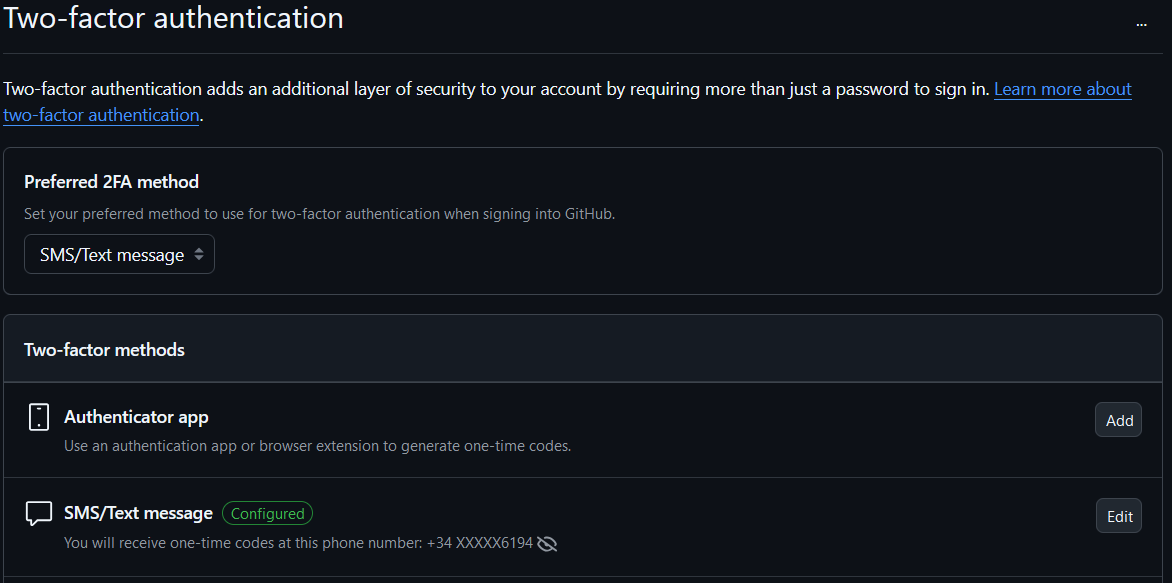 Two-factor authentication
...
Two-factor authentication adds an additional layer of security to your account by requiring more than just a password to sign in. Learn more about
two-factor authentication.
Preferred 2FA method
Set your preferred method to use for two-factor authentication when signing into GitHub.
SMS/Text message
Two-factor methods
Authenticator app
Add
Use an authentication app or browser extension to generate one-time codes.
SMS/Text message Configured
Edit
You will receive one-time codes at this phone number: +34 XXXXX6194